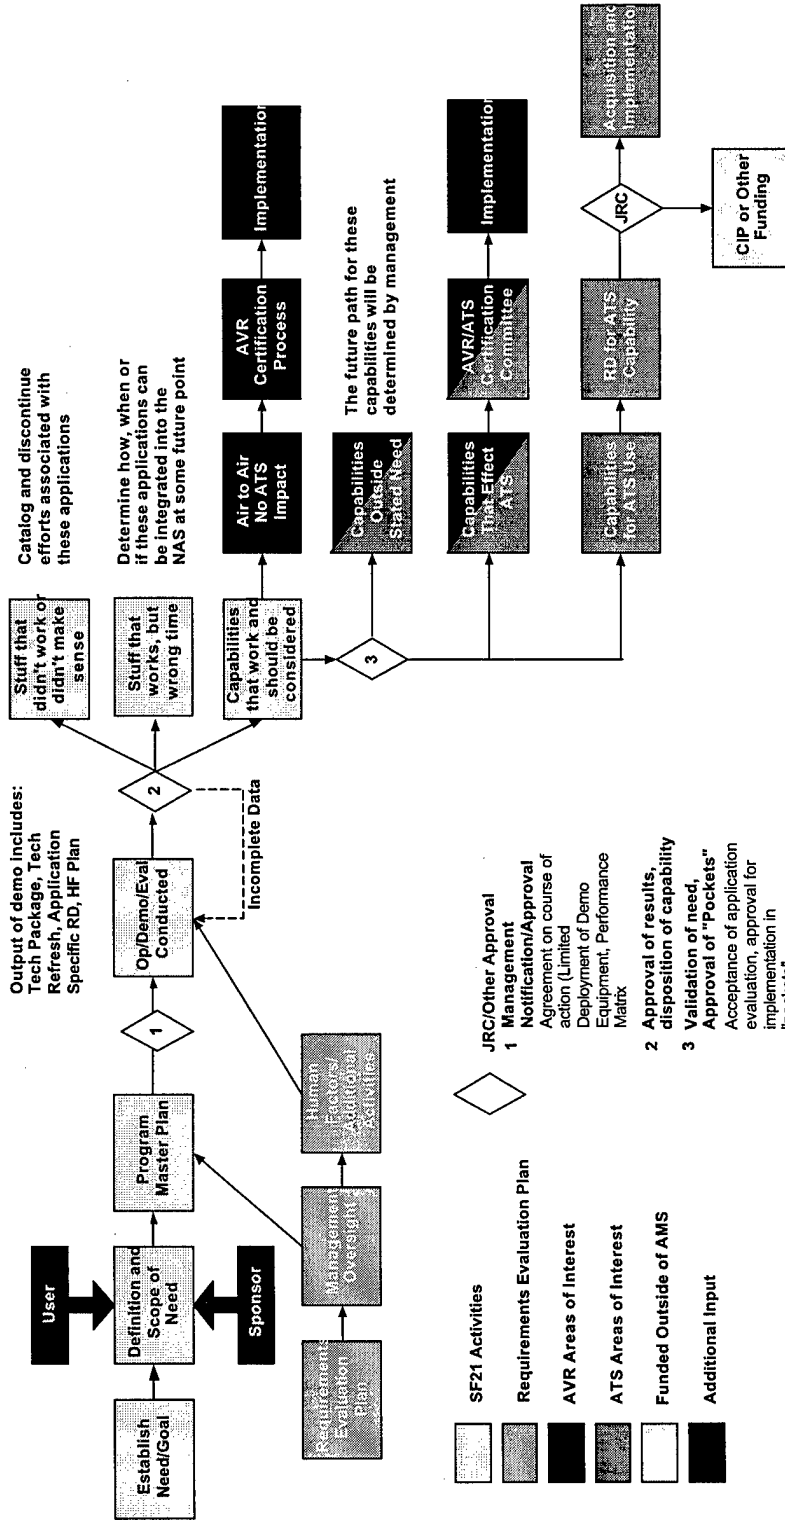 Establish
Need/Goal
User
Definition and
Scope of
Need
Sponsor
Program
Master Plan
1
Output of demo includes:
Tech Package, Tech
Refresh, Application
Specific RD, HF Plan
Op/Demo/Eval
Conducted
2
Incomplete Data
Requirements
Evaluation
Plan
Management
Oversight
Human
Factors/
Additional
Activities
Stuff that
didn't work or
didn't make
sense
Catalog and discontinue
efforts associated with
these applications
Stuff that
works, but
wrong time
Determine how, when or
if these applications can
be integrated into the
NAS at some future point
Capabilities
that work and
should be
considered
Air to Air
No ATS
Impact
AVR
Certification
Process
Implementation
3
Capabilities
Outside
Stated Need
The future path for these
capabilities will be
determined by management
Capabilities
That Effect
ATS
AVR/ATS
Certification
Committee
Implementation
Capabilities
for ATS Use
RD for ATS
Capability
JRC
Acquisition and
Implementation
CIP or Other
Funding
SF21 Activities
Requirements Evaluation Plan
AVR Areas of Interest
ATS Areas of Interest
Funded Outside of AMS
Additional Input
JRC/Other Approval
1 Management
Notification/Approval
Agreement on course of
action (Limited
Deployment of Demo
Equipment, Performance
Matrix
2 Approval of results,
disposition of capability
3 Validation of need,
Approval of "Pockets"
Acceptance of application
evaluation, approval for
implementation in